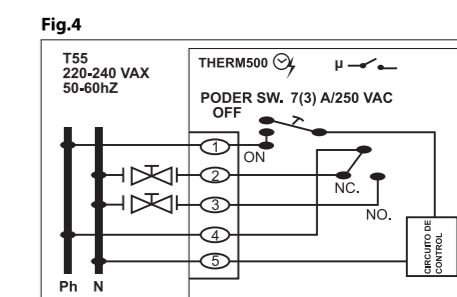 Fig.4
T55
220-240 VAX
50-60hZ
THERM500
µ
PODER SW. 7(3) A/250 VAC
OFF
ON
1
2
3
4
5
NC.
NO.
CIRCUITO DE
CONTROL
Ph N